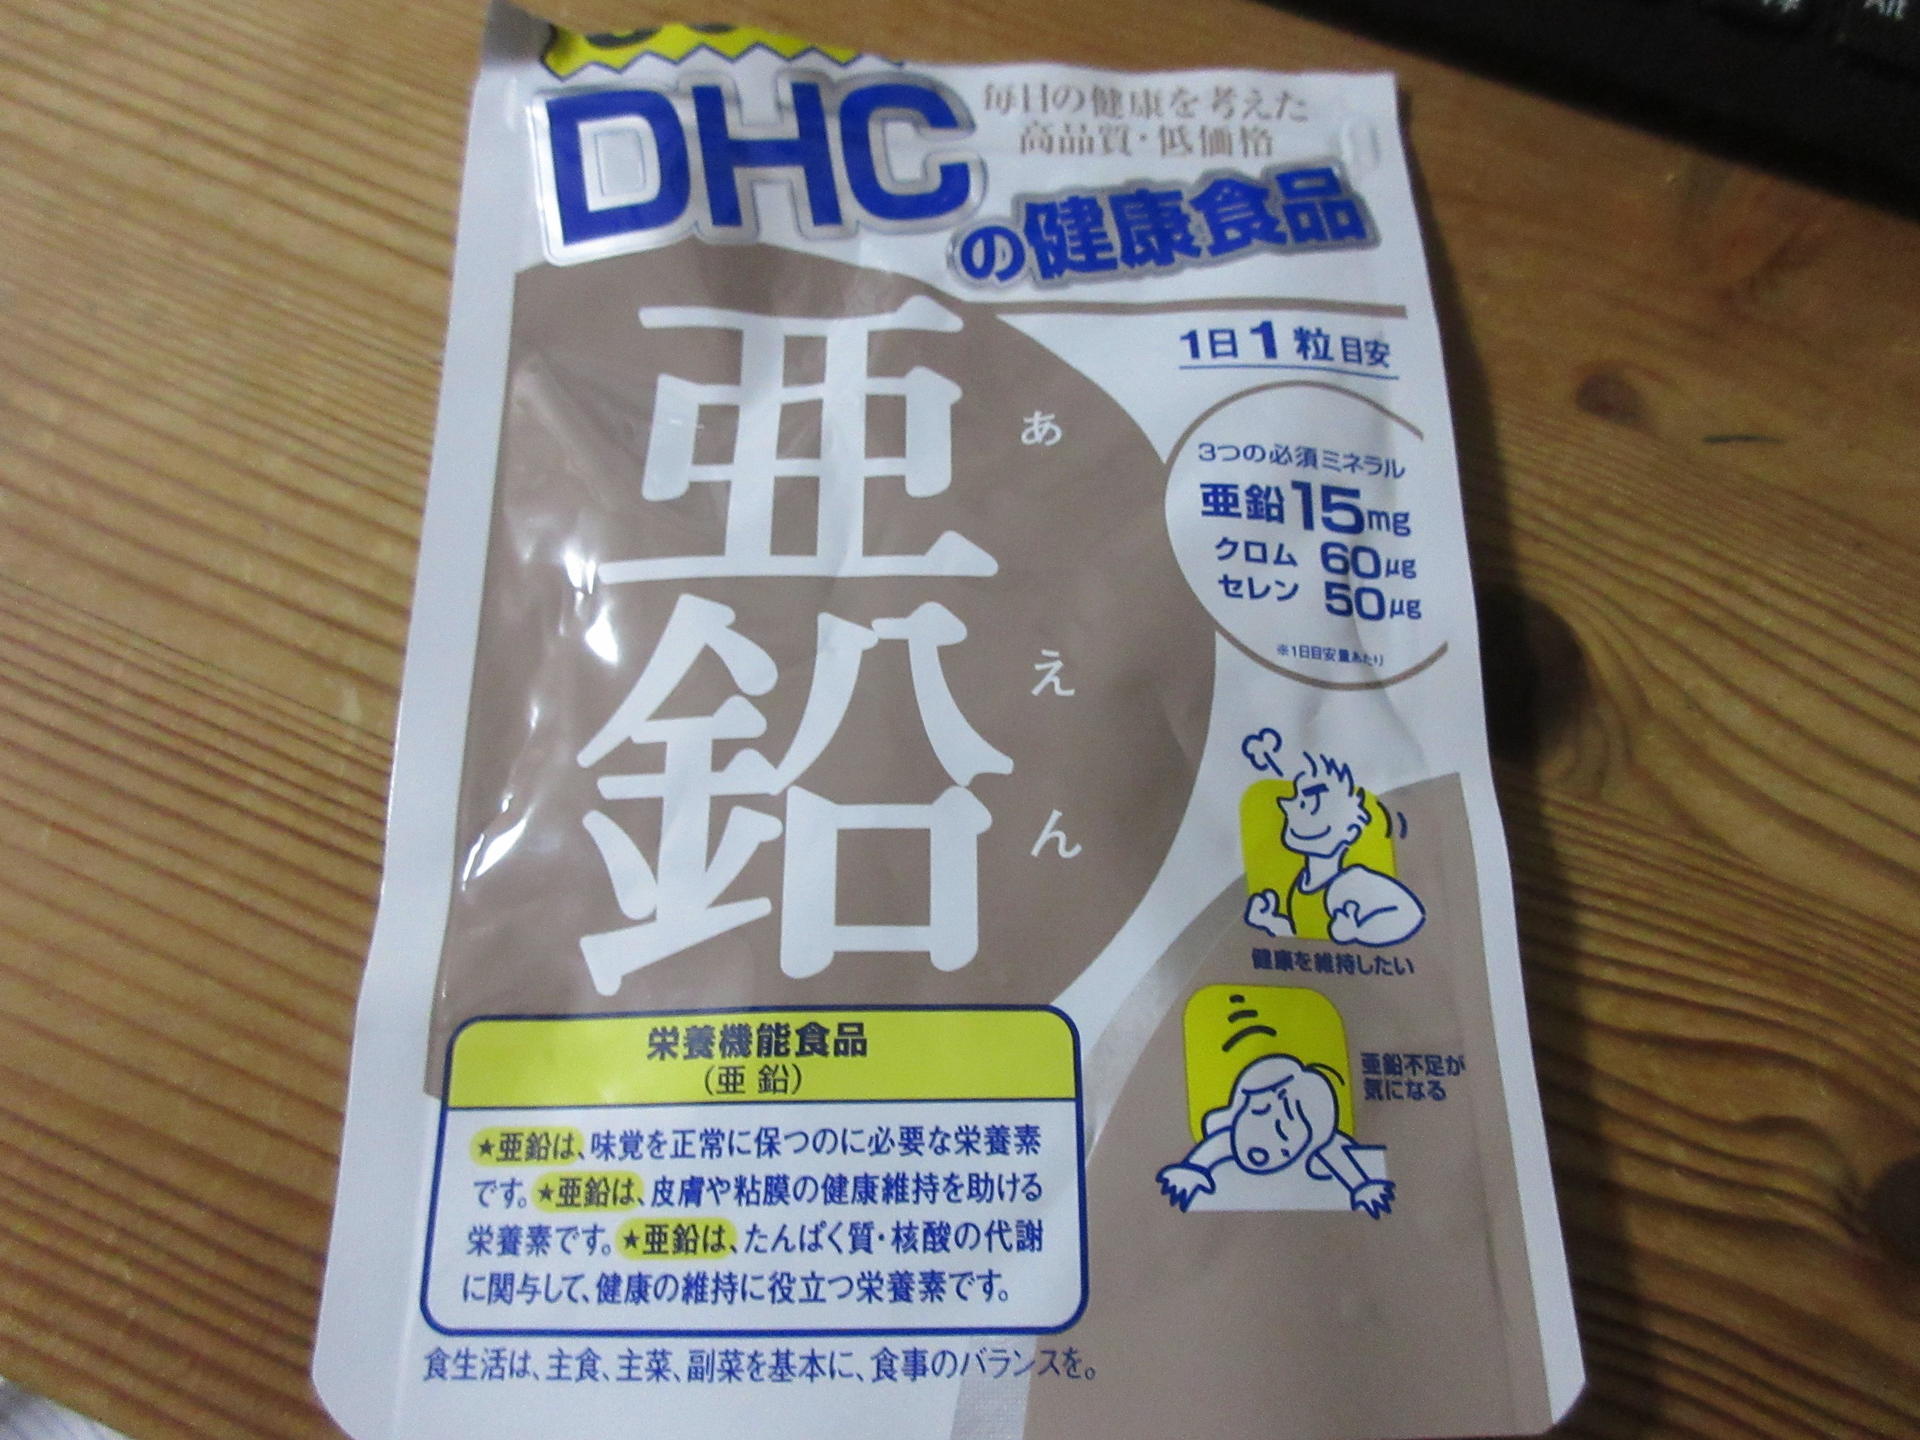 DHC
毎日の健康を考えた
高品質・低価格
の健康食品
1日1粒目安
亜鉛
あえん
3つの必須ミネラル
亜鉛15mg
クロム 60μg
セレン 50μg
※1日目安量あたり
健康を維持したい
亜鉛不足が
気になる
栄養機能食品
(亜鉛)
★亜鉛は、味覚を正常に保つのに必要な栄養素
です。★亜鉛は、皮膚や粘膜の健康維持を助ける
栄養素です。★亜鉛は、たんぱく質・核酸の代謝
に関与して、健康の維持に役立つ栄養素です。
食生活は、主食、主菜、副菜を基本に、食事のバランスを。
Alt